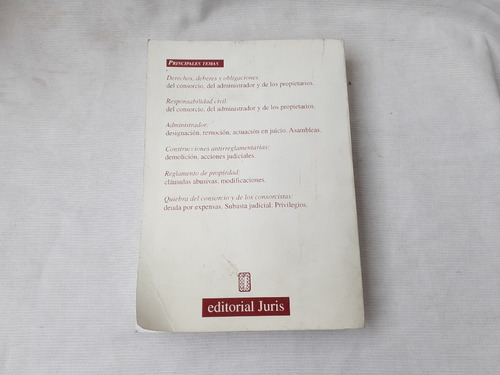 PRINCIPALES TEMAS
Derechos, deberes y obligaciones:
del consorcio, del administrador y de los propietarios.
Responsabilidad civil:
del consorcio, del administrador y de los propietarios.
Administrador:
designación, remoción, actuación en juicio. Asambleas.
Construcciones antirreglamentarias:
demolición, acciones judiciales
Reglamento de propiedad:
cláusulas abusivas, modificaciones.
Quiebra del consorcio y de los consorcistas:
deuda por expensas. Subasta judicial: Privilegios.
editorial Juris